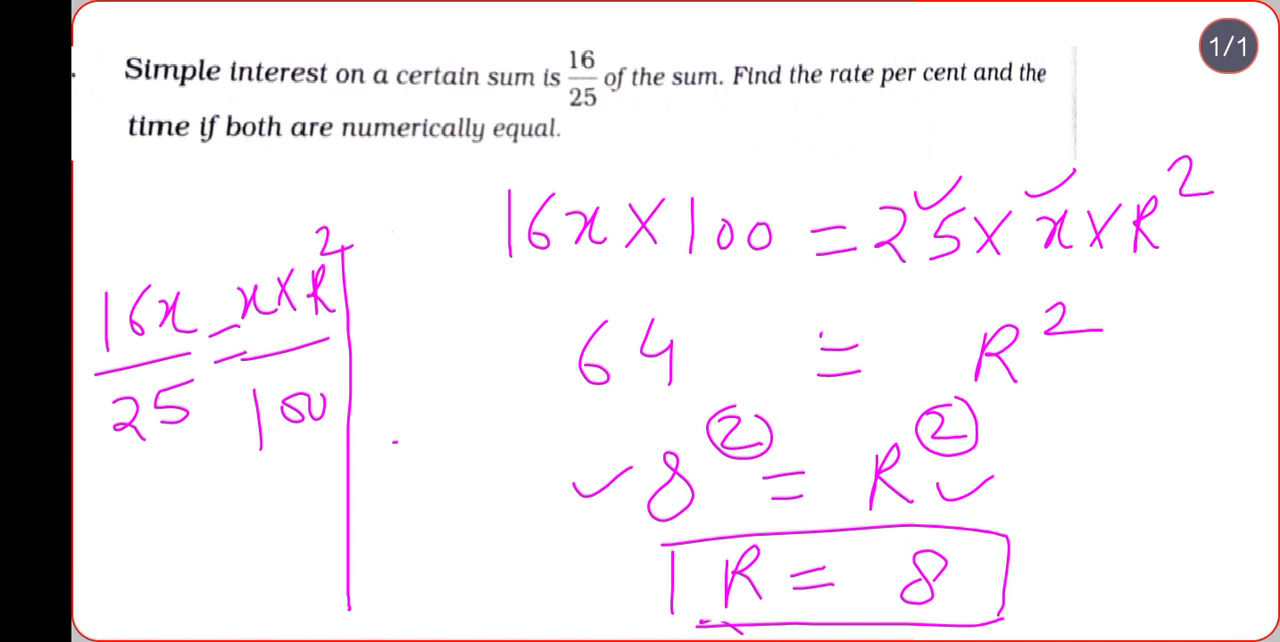 1/1
Simple interest on a certain sum is 16/25 of the sum. Find the rate per cent and the
time if both are numerically equal.
16x × 100 = 25 × x × R²
16x/25 = x × R²/100
64 = R²
8² = R²
R = 8